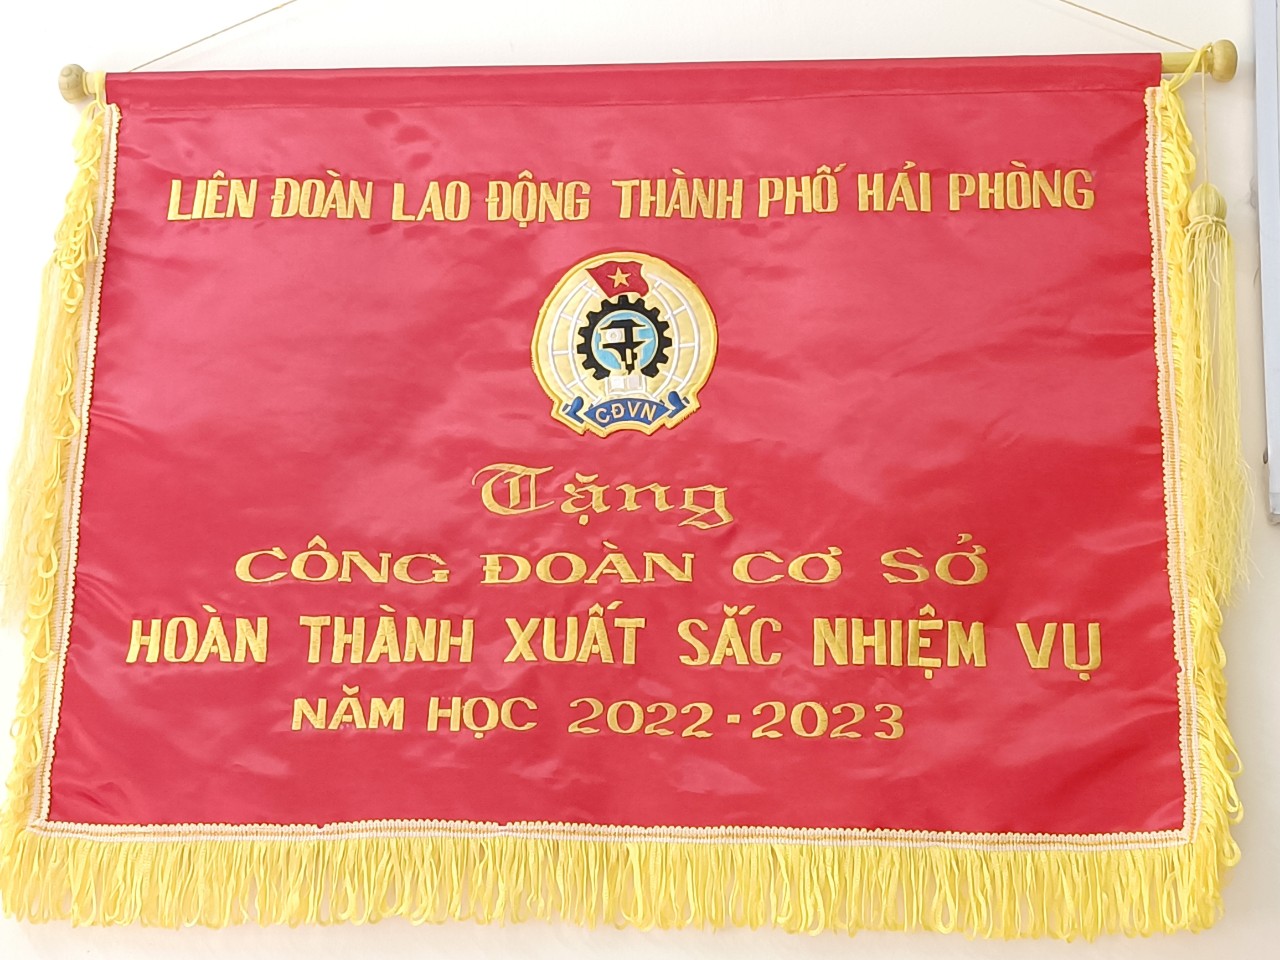 LIÊN ĐOÀN LAO ĐỘNG THÀNH PHỐ HẢI PHÒNG
CĐVN
Tặng
CÔNG ĐOÀN CƠ SỞ
HOÀN THÀNH XUẤT SẮC NHIỆM VỤ
NĂM HỌC 2022-2023